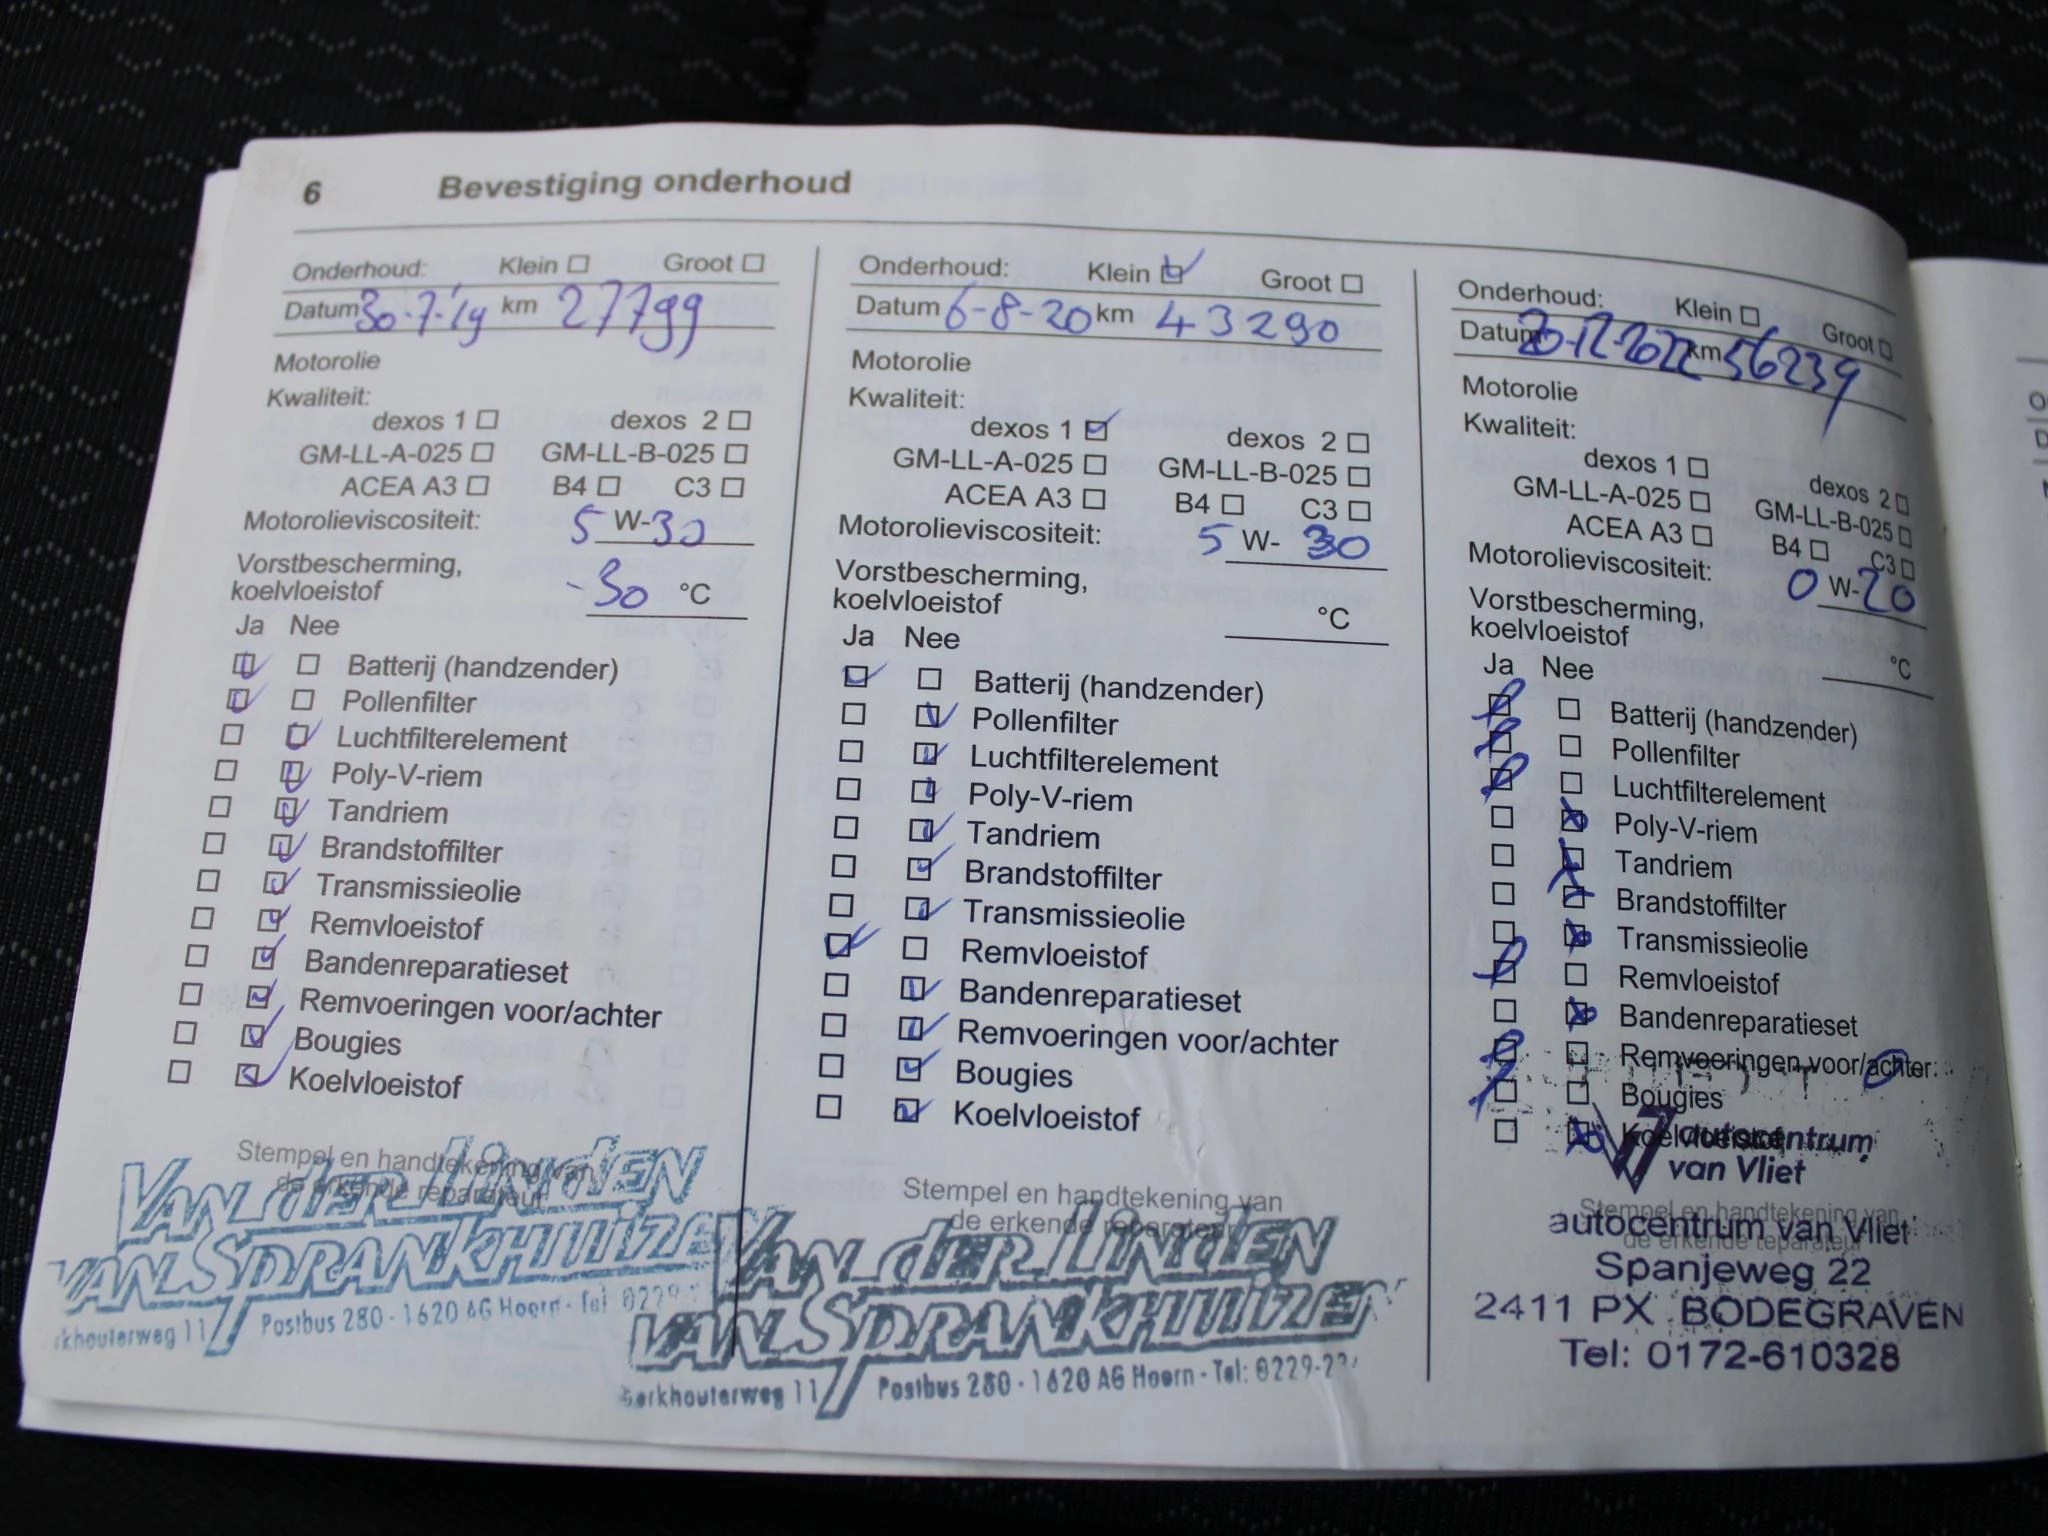 6 Bevestiging onderhoud
Onderhoud: Klein Groot
Datum 30-7-'19 km 27799
Motorolie
Kwaliteit:
dexos 1 dexos 2
GM-LL-A-025 GM-LL-B-025
ACEA A3 B4 C3
Motorolieviscositeit: 5 W-30
Vorstbescherming,
koelvloeistof -30 °C
Ja Nee
Batterij (handzender)
Pollenfilter
Luchtfilterelement
Poly-V-riem
Tandriem
Brandstoffilter
Transmissieolie
Remvloeistof
Bandenreparatieset
Remvoeringen voor/achter
Bougies
Koelvloeistof
Stempel en handtekening van
de erkende reparateur
VAN der Linden
VAN SPRANKHUIZEN
Postbus 280 - 1620 AG Hoorn - Tel 0229
Onderhoud: Klein Groot
Datum 6-8-20 km 43290
Motorolie
Kwaliteit:
dexos 1 dexos 2
GM-LL-A-025 GM-LL-B-025
ACEA A3 B4 C3
Motorolieviscositeit: 5 W- 30
Vorstbescherming,
koelvloeistof °C
Ja Nee
Batterij (handzender)
Pollenfilter
Luchtfilterelement
Poly-V-riem
Tandriem
Brandstoffilter
Transmissieolie
Remvloeistof
Bandenreparatieset
Remvoeringen voor/achter
Bougies
Koelvloeistof
Stempel en handtekening van
de erkende reparateur
VAN der Linden
VAN SPRANKHUIZEN
Berkhouterweg 11 Postbus 280 - 1620 AG Hoorn - Tel: 0229-2
Onderhoud: Klein Groot
Datum 20-12-2022 km 56239
Motorolie
Kwaliteit:
dexos 1 dexos 2
GM-LL-A-025 GM-LL-B-025
ACEA A3 B4 C3
Motorolieviscositeit: 0 W-20
Vorstbescherming,
koelvloeistof °C
Ja Nee
Batterij (handzender)
Pollenfilter
Luchtfilterelement
Poly-V-riem
Tandriem
Brandstoffilter
Transmissieolie
Remvloeistof
Bandenreparatieset
Remvoeringen voor/achter
Bougies
Koelvloeistof
autocentrum
van Vliet
Stempel en handtekening van
de erkende reparateur
autocentrum van Vliet
Spanjeweg 22
2411 PX BODEGRAVEN
Tel: 0172-610328